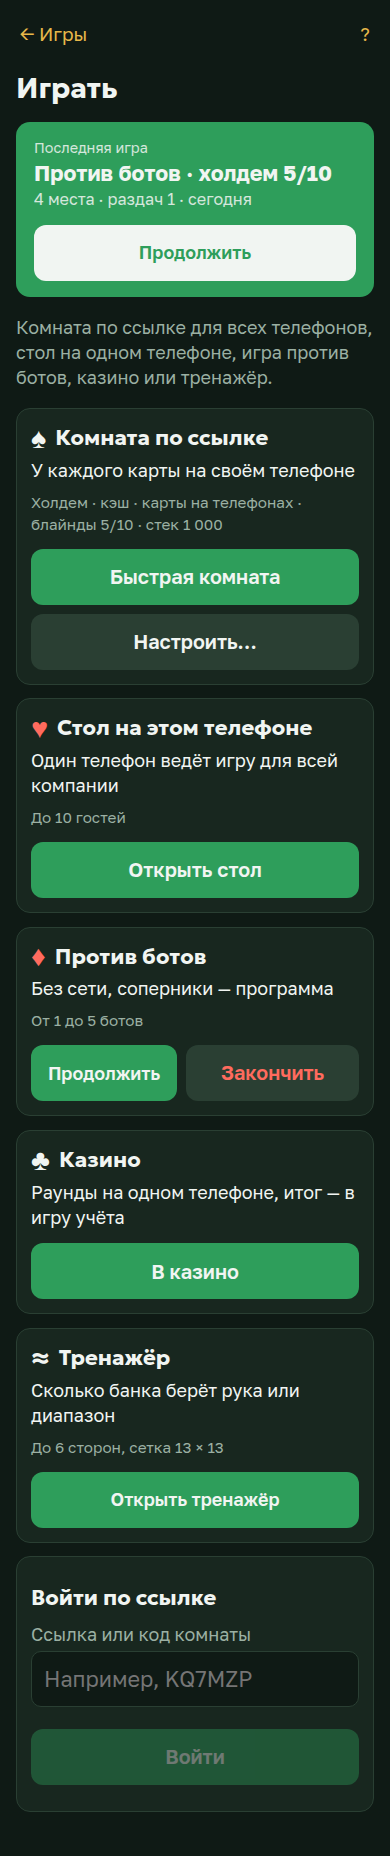 ← Игры
?
Играть
Последняя игра
Против ботов · холдем 5/10
4 места · раздач 1 · сегодня
Продолжить
Комната по ссылке для всех телефонов,
стол на одном телефоне, игра против
ботов, казино или тренажёр.
♠ Комната по ссылке
У каждого карты на своём телефоне
Холдем · кэш · карты на телефонах ·
блайнды 5/10 · стек 1 000
Быстрая комната
Настроить...
♥ Стол на этом телефоне
Один телефон ведёт игру для всей
компании
До 10 гостей
Открыть стол
♦ Против ботов
Без сети, соперники — программа
От 1 до 5 ботов
Продолжить
Закончить
♣ Казино
Раунды на одном телефоне, итог — в
игру учёта
В казино
≈ Тренажёр
Сколько банка берёт рука или
диапазон
До 6 сторон, сетка 13 × 13
Открыть тренажёр
Войти по ссылке
Ссылка или код комнаты
Например, KQ7MZP
Войти